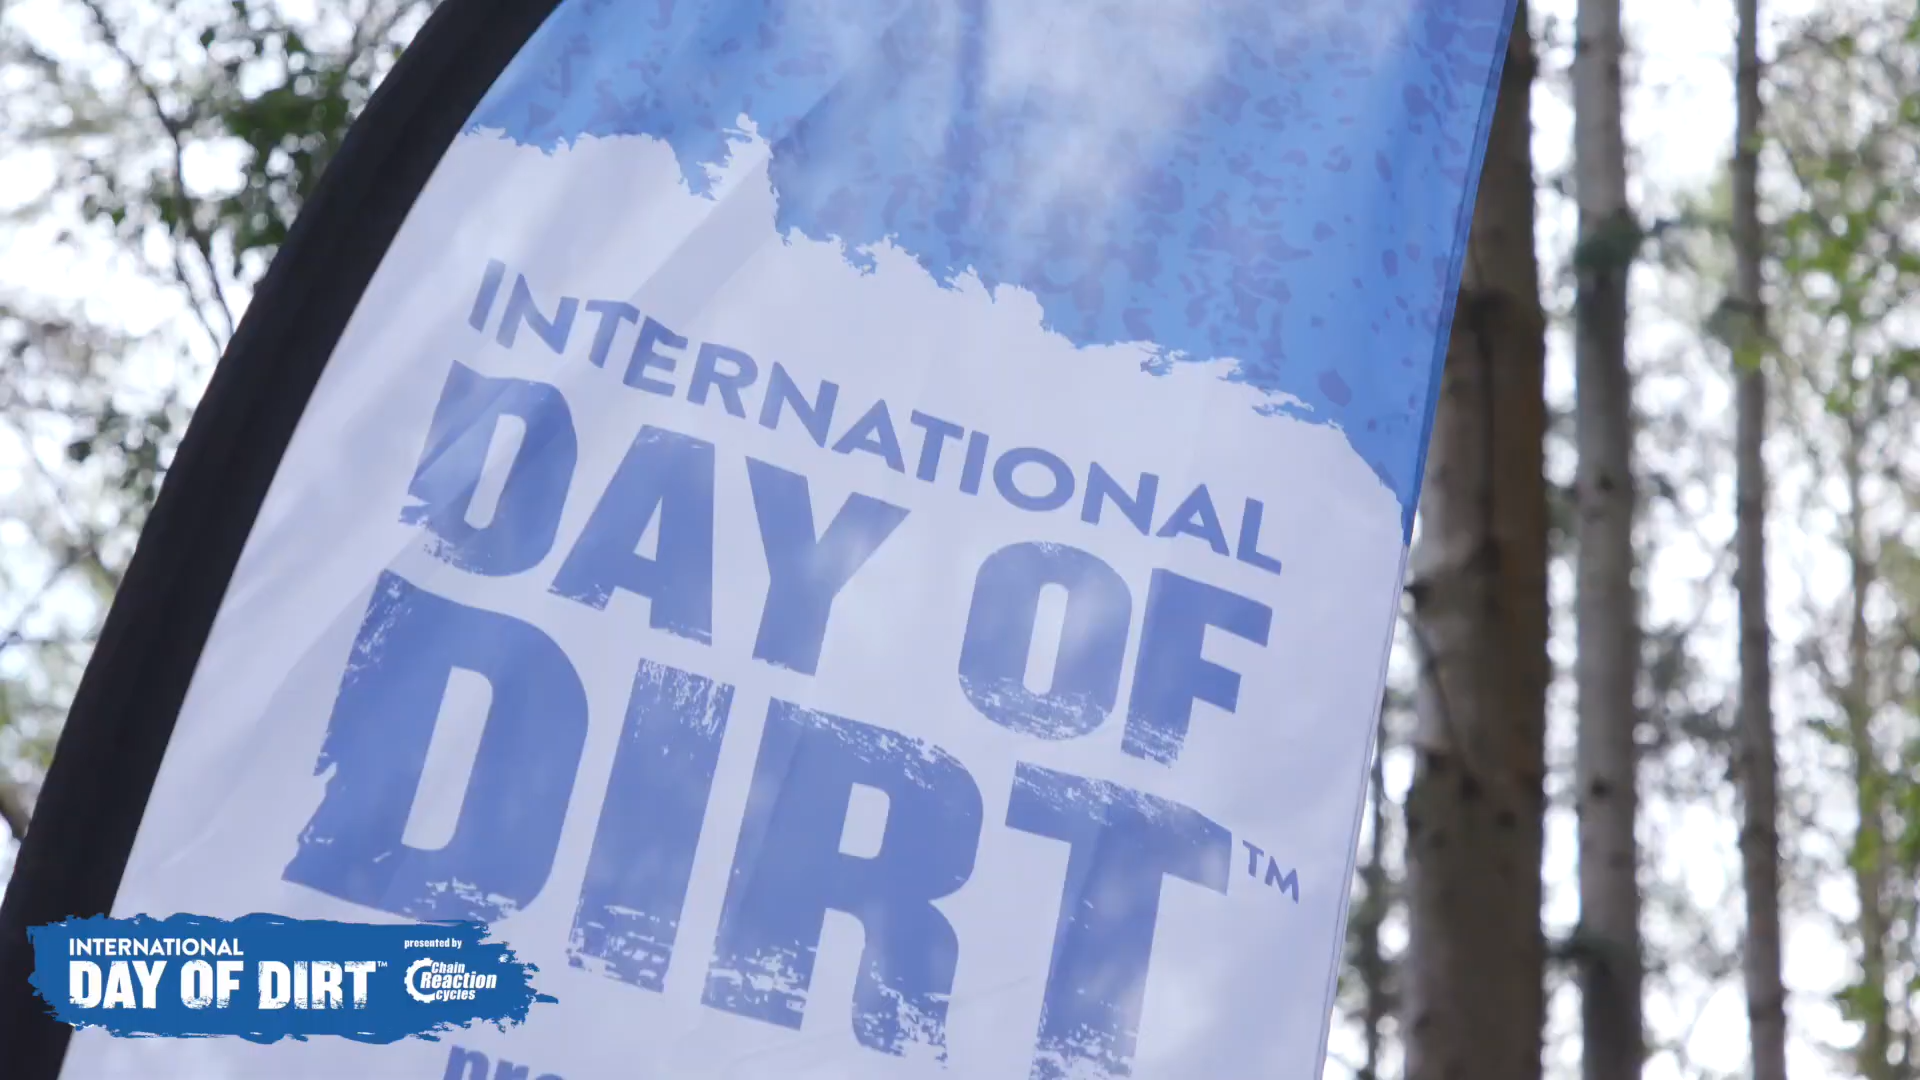 INTERNATIONAL
DAY OF
DIRT™
INTERNATIONAL
DAY OF DIRT™
presented by
Chain
Reaction
cycles